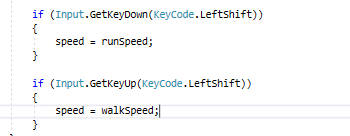 if (Input.GetKeyDown(KeyCode.LeftShift))
{
speed = runSpeed;
}
if (Input.GetKeyUp(KeyCode.LeftShift))
{
speed = walkSpeed;
}